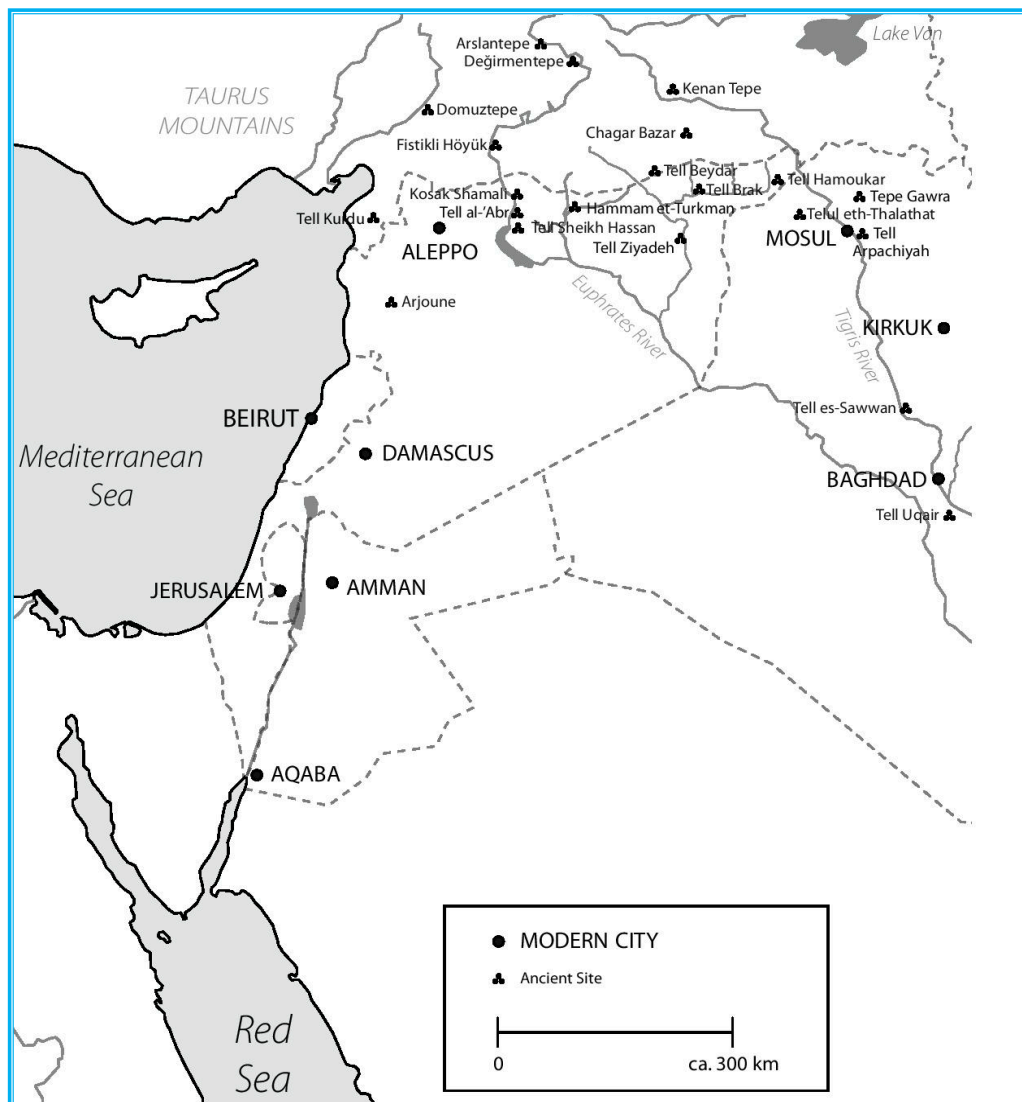 Lake Van
Arslantepe
Değirmentepe
Kenan Tepe
TAURUS
MOUNTAINS
Domuztepe
Chagar Bazar
Fistikli Höyük
Tell Beydar
Tell Hamoukar
Tell Brak
Kosak Shamali
Tepe Gawra
Hammam et-Turkman
Tell Kurdu
Tell al-‘Abr
Telul eth-Thalathat
ALEPPO
Tell Sheikh Hassan
MOSUL
Tell
Arpachiyah
Tell Ziyadeh
Euphrates River
Arjoune
Tigris River
KIRKUK
Tell es-Sawwan
BEIRUT
DAMASCUS
Mediterranean
Sea
BAGHDAD
Tell Uqair
JERUSALEM
AMMAN
AQABA
MODERN CITY
Ancient Site
0
ca. 300 km
Red
Sea